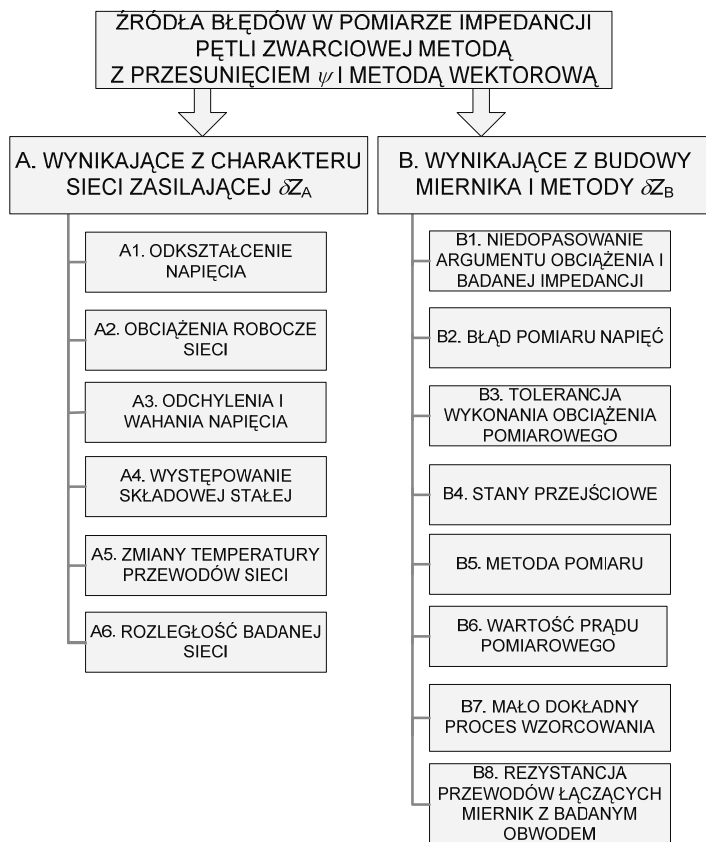 ŹRÓDŁA BŁĘDÓW W POMIARZE IMPEDANCJI
PĘTLI ZWARCIOWEJ METODĄ
Z PRZESUNIĘCIEM ψ I METODĄ WEKTOROWĄ
A. WYNIKAJĄCE Z CHARAKTERU
SIECI ZASILAJĄCEJ δZA
A1. ODKSZTAŁCENIE
NAPIĘCIA
A2. OBCIĄŻENIA ROBOCZE
SIECI
A3. ODCHYLENIA I
WAHANIA NAPIĘCIA
A4. WYSTĘPOWANIE
SKŁADOWEJ STAŁEJ
A5. ZMIANY TEMPERATURY
PRZEWODÓW SIECI
A6. ROZLEGŁOŚĆ BADANEJ
SIECI
B. WYNIKAJĄCE Z BUDOWY
MIERNIKA I METODY δZB
B1. NIEDOPASOWANIE
ARGUMENTU OBCIĄŻENIA I
BADANEJ IMPEDANCJI
B2. BŁĄD POMIARU NAPIĘĆ
B3. TOLERANCJA
WYKONANIA OBCIĄŻENIA
POMIAROWEGO
B4. STANY PRZEJŚCIOWE
B5. METODA POMIARU
B6. WARTOŚĆ PRĄDU
POMIAROWEGO
B7. MAŁO DOKŁADNY
PROCES WZORCOWANIA
B8. REZYSTANCJA
PRZEWODÓW ŁĄCZĄCYCH
MIERNIK Z BADANYM
OBWODEM